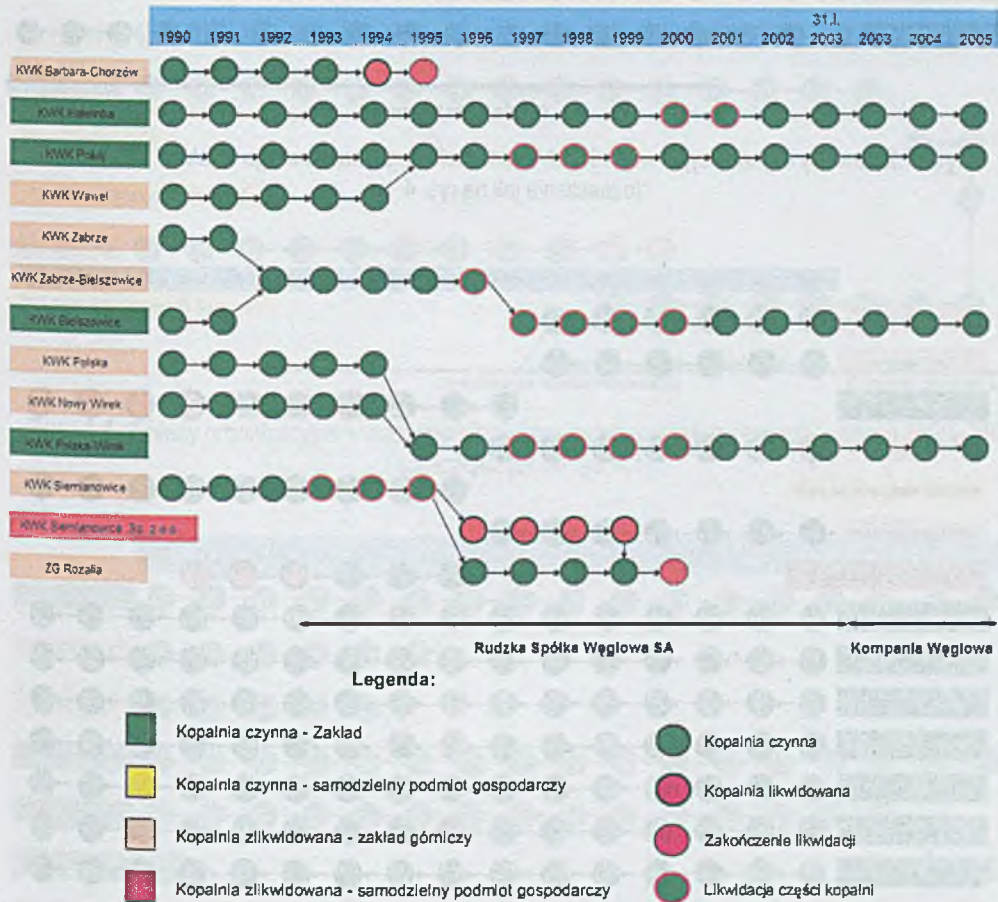 31.I.
1990 1991 1992 1993 1994 1995 1996 1997 1998 1999 2000 2001 2002 2003 2003 2004 2005
KWK Barbara-Chorzów
KWK Halemba
KWK Pokój
KWK Wawel
KWK Zabrze
KWK Zabrze-Bielszowice
KWK Bielszowice
KWK Polska
KWK Nowy Wirek
KWK Polska-Wirek
KWK Siemianowice
KWK Siemianowice Sp. z o.o.
ZG Rozalia
Rudzka Spółka Węglowa SA Kompania Węglowa
Legenda:
Kopalnia czynna - Zakład
Kopalnia czynna - samodzielny podmiot gospodarczy
Kopalnia zlikwidowana - zakład górniczy
Kopalnia zlikwidowana - samodzielny podmiot gospodarczy
Kopalnia czynna
Kopalnia likwidowana
Zakończenie likwidacji
Likwidacja części kopalni